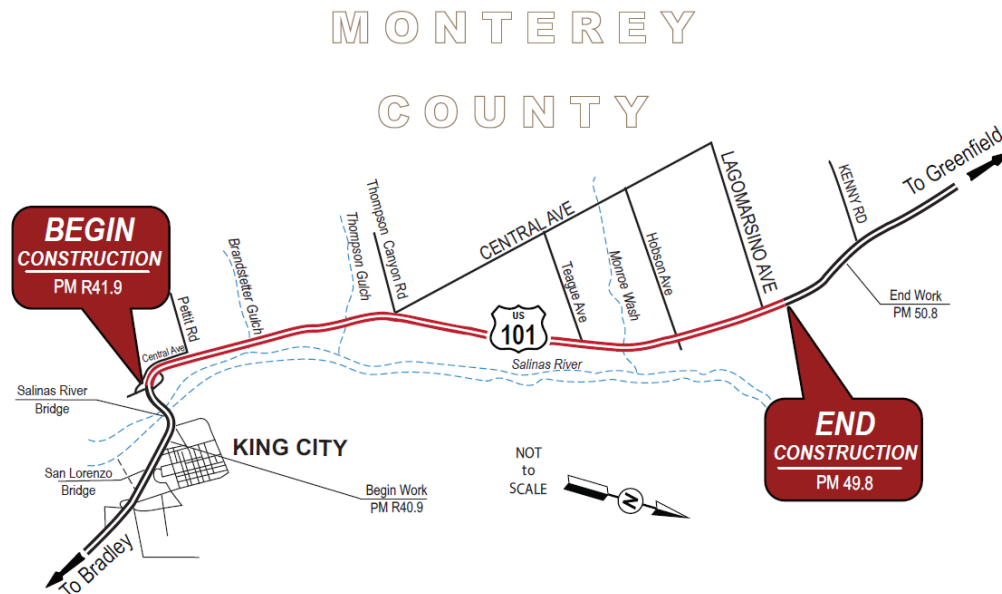 MONTEREY
COUNTY
BEGIN
CONSTRUCTION
PM R41.9
Pettit Rd
Central Ave
Brandstetter Gulch
Thompson Gulch
Thompson Canyon Rd
CENTRAL AVE
US
101
Teague Ave
Monroe Wash
Hobson Ave
LAGOMARSINO AVE
KENNY RD
To Greenfield
End Work
PM 50.8
Salinas River
Salinas River
Bridge
KING CITY
San Lorenzo
Bridge
Begin Work
PM R40.9
To Bradley
NOT
to
SCALE
N
END
CONSTRUCTION
PM 49.8